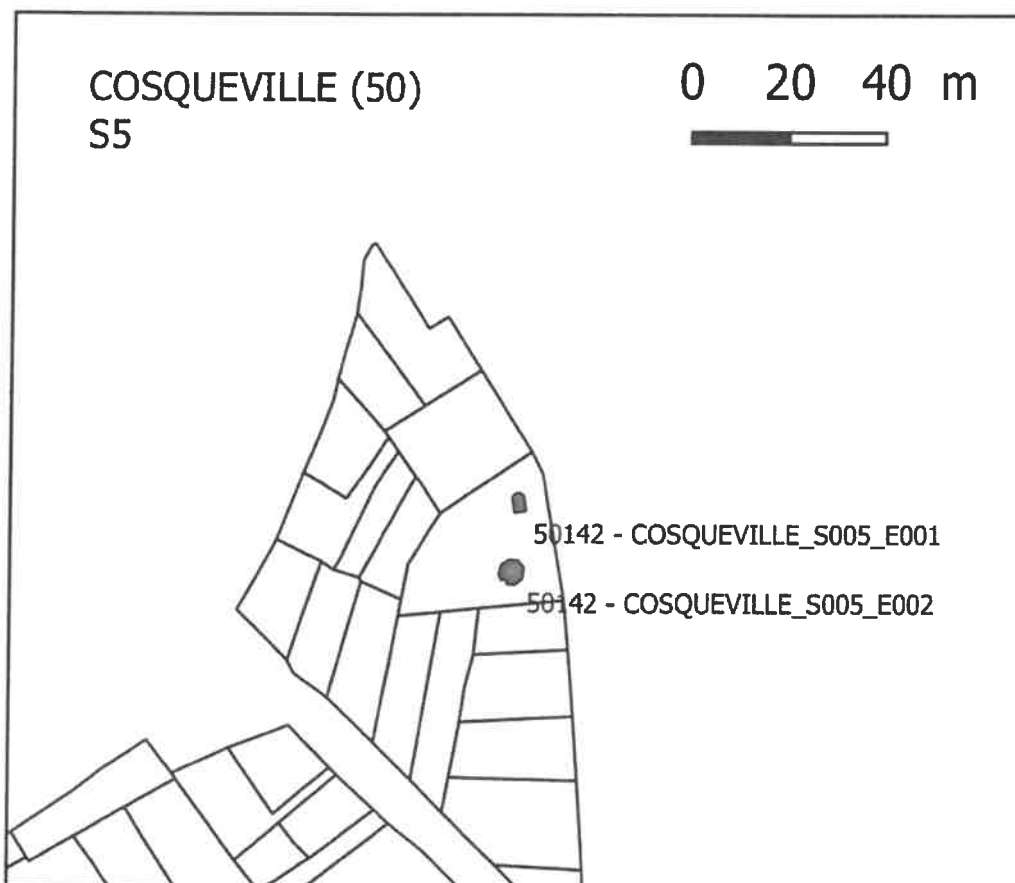 COSQUEVILLE (50)
S5
0 20 40 m
50142 - COSQUEVILLE_S005_E001
50142 - COSQUEVILLE_S005_E002